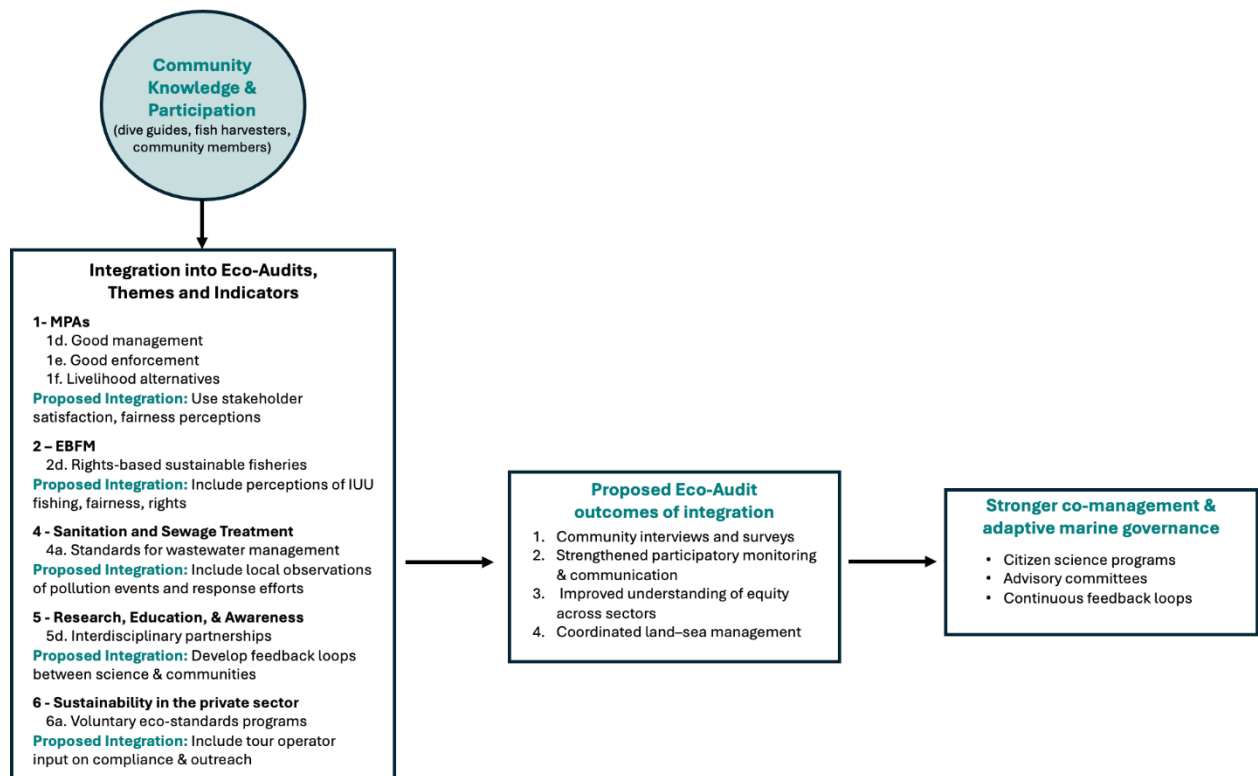 Community
Knowledge &
Participation
(dive guides, fish harvesters,
community members)
Integration into Eco-Audits,
Themes and Indicators
1- MPAs
1d. Good management
1e. Good enforcement
1f. Livelihood alternatives
Proposed Integration: Use stakeholder
satisfaction, fairness perceptions
2 – EBFM
2d. Rights-based sustainable fisheries
Proposed Integration: Include perceptions of IUU
fishing, fairness, rights
4 - Sanitation and Sewage Treatment
4a. Standards for wastewater management
Proposed Integration: Include local observations
of pollution events and response efforts
5 - Research, Education, & Awareness
5d. Interdisciplinary partnerships
Proposed Integration: Develop feedback loops
between science & communities
6 - Sustainability in the private sector
6a. Voluntary eco-standards programs
Proposed Integration: Include tour operator
input on compliance & outreach
Proposed Eco-Audit
outcomes of integration
1. Community interviews and surveys
2. Strengthened participatory monitoring
& communication
3. Improved understanding of equity
across sectors
4. Coordinated land–sea management
Stronger co-management &
adaptive marine governance
• Citizen science programs
• Advisory committees
• Continuous feedback loops